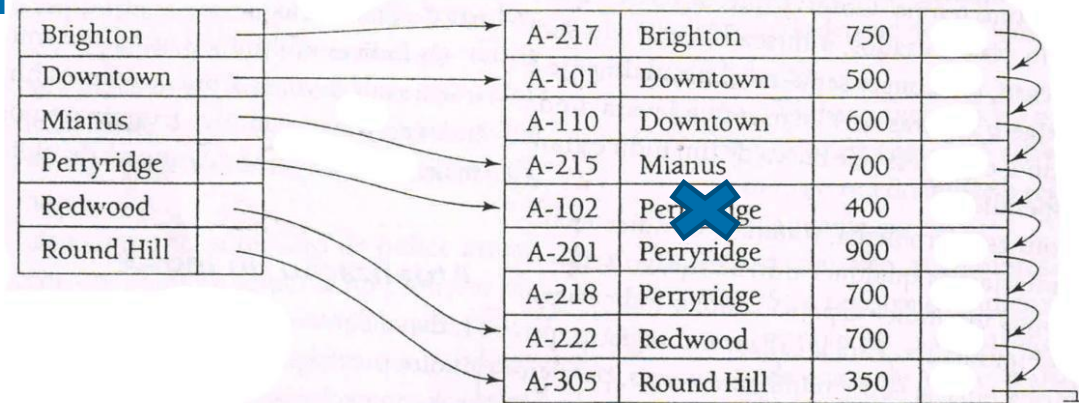 Brighton
Downtown
Mianus
Perryridge
Redwood
Round Hill
A-217 Brighton 750
A-101 Downtown 500
A-110 Downtown 600
A-215 Mianus 700
A-102 400
A-201 Perryridge 900
A-218 Perryridge 700
A-222 Redwood 700
A-305 Round Hill 350